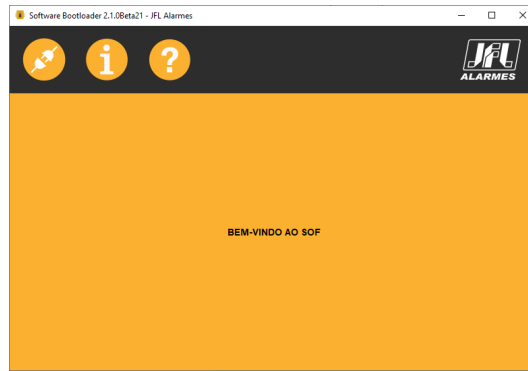 Software Bootloader 2.1.0Beta21 - JFL Alarmes
i
?
JFL
ALARMES
BEM-VINDO AO SOF